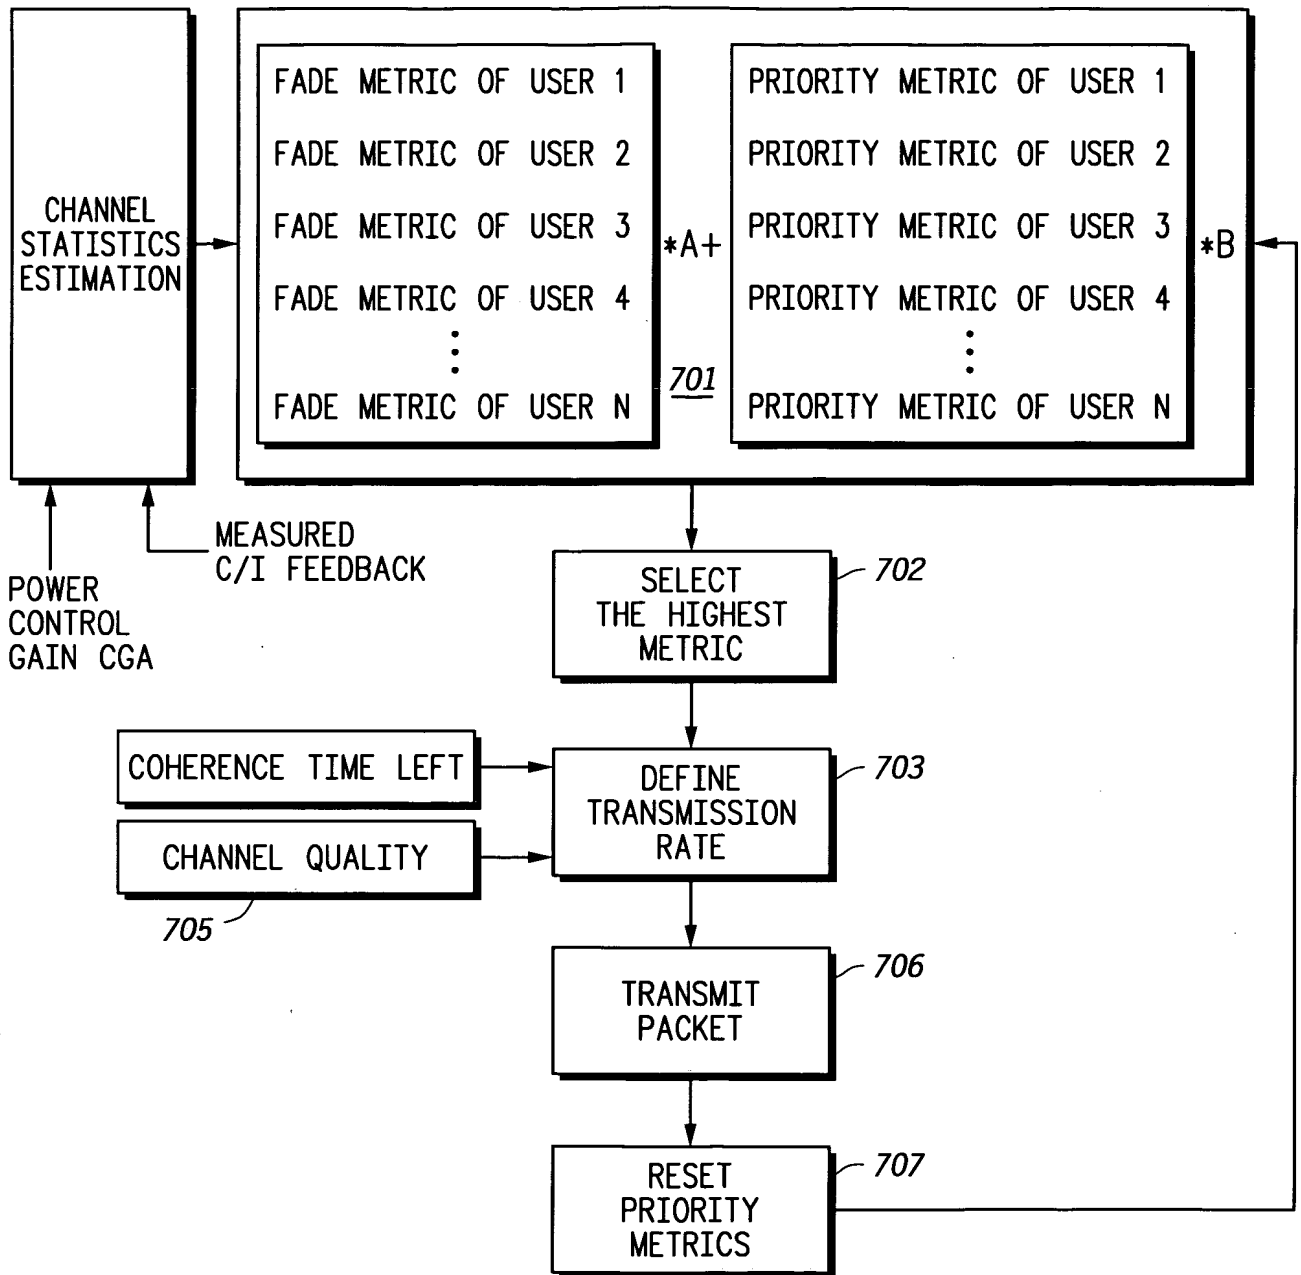 CHANNEL
STATISTICS
ESTIMATION
FADE METRIC OF USER 1
FADE METRIC OF USER 2
FADE METRIC OF USER 3
FADE METRIC OF USER 4
⋮
FADE METRIC OF USER N
*A+
701
PRIORITY METRIC OF USER 1
PRIORITY METRIC OF USER 2
PRIORITY METRIC OF USER 3
PRIORITY METRIC OF USER 4
⋮
PRIORITY METRIC OF USER N
*B
POWER
CONTROL
GAIN CGA
MEASURED
C/I FEEDBACK
SELECT
THE HIGHEST
METRIC
702
COHERENCE TIME LEFT
CHANNEL QUALITY
705
DEFINE
TRANSMISSION
RATE
703
TRANSMIT
PACKET
706
RESET
PRIORITY
METRICS
707